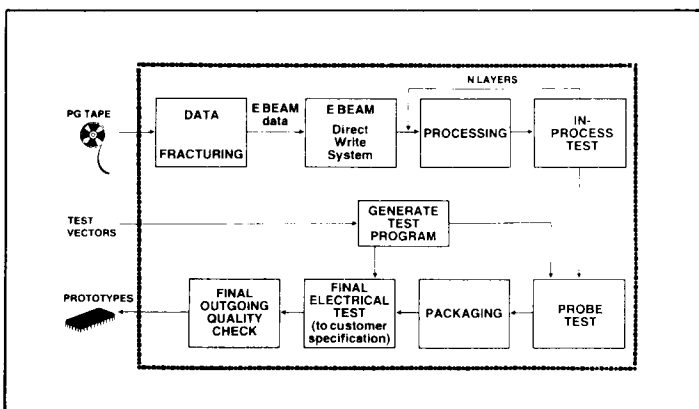 N LAYERS
PG TAPE
DATA
FRACTURING
E BEAM
data
E BEAM
Direct
Write
System
PROCESSING
IN-
PROCESS
TEST
TEST
VECTORS
GENERATE
TEST
PROGRAM
PROTOTYPES
FINAL
OUTGOING
QUALITY
CHECK
FINAL
ELECTRICAL
TEST
(to customer
specification)
PACKAGING
PROBE
TEST